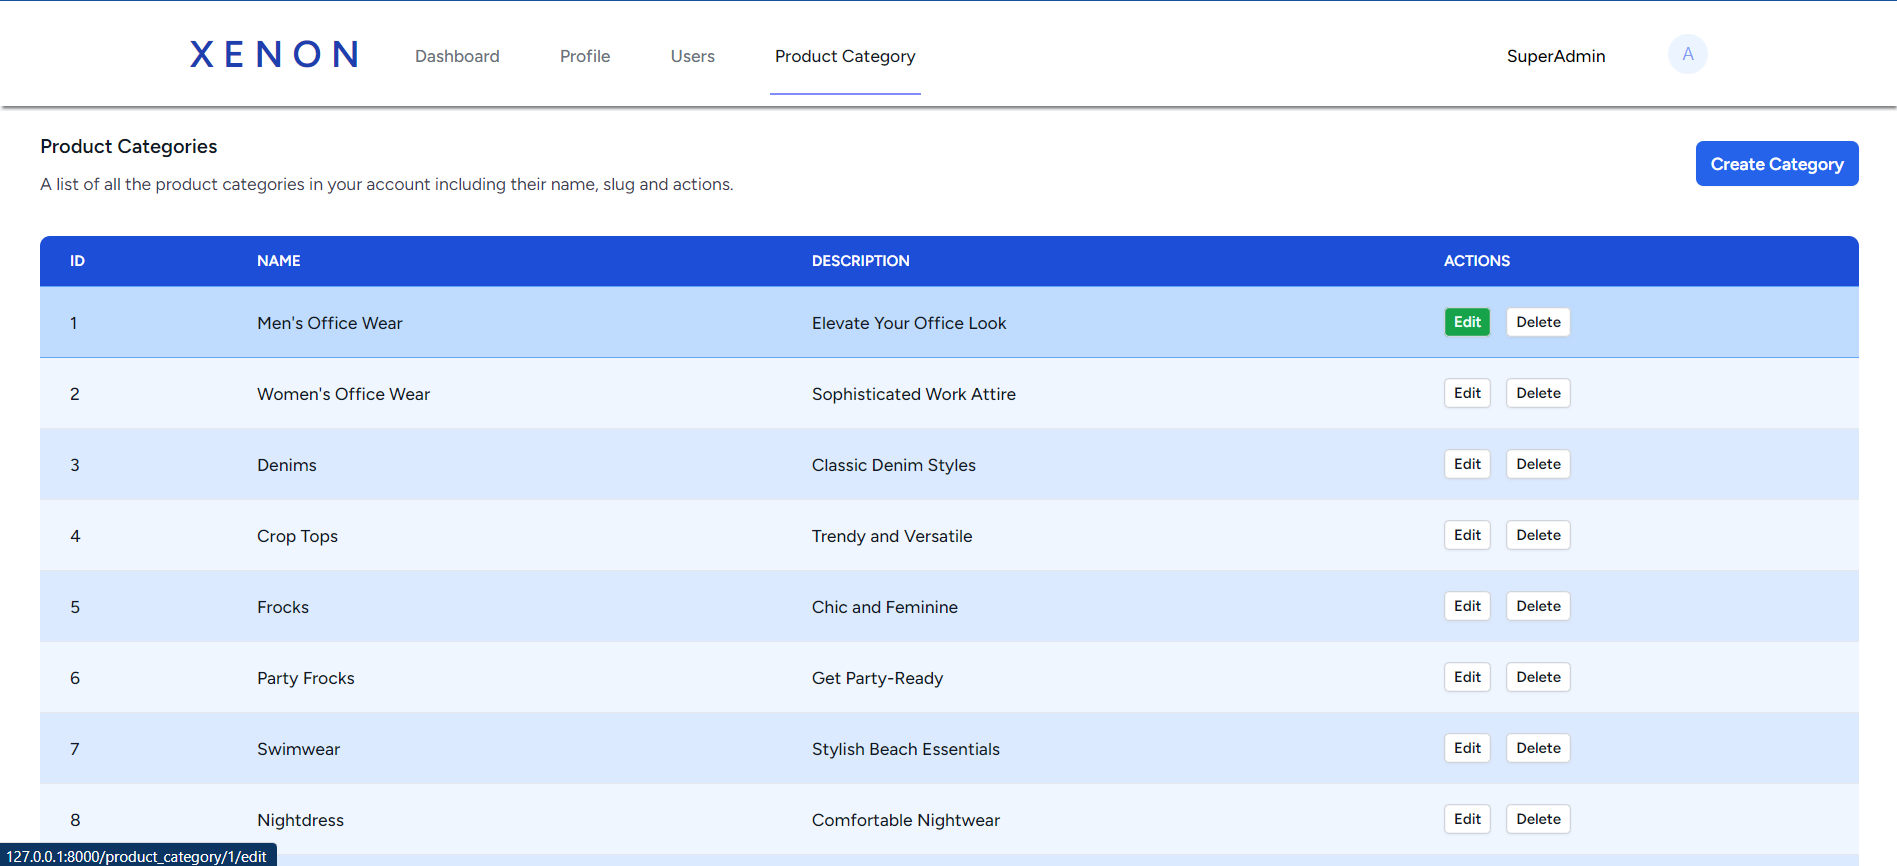 XENON Dashboard Profile Users Product Category SuperAdmin A
Product Categories
Create Category
A list of all the product categories in your account including their name, slug and actions.
ID NAME DESCRIPTION ACTIONS
1 Men's Office Wear Elevate Your Office Look Edit Delete
2 Women's Office Wear Sophisticated Work Attire Edit Delete
3 Denims Classic Denim Styles Edit Delete
4 Crop Tops Trendy and Versatile Edit Delete
5 Frocks Chic and Feminine Edit Delete
6 Party Frocks Get Party-Ready Edit Delete
7 Swimwear Stylish Beach Essentials Edit Delete
8 Nightdress Comfortable Nightwear Edit Delete
127.0.0.1:8000/product_category/1/edit